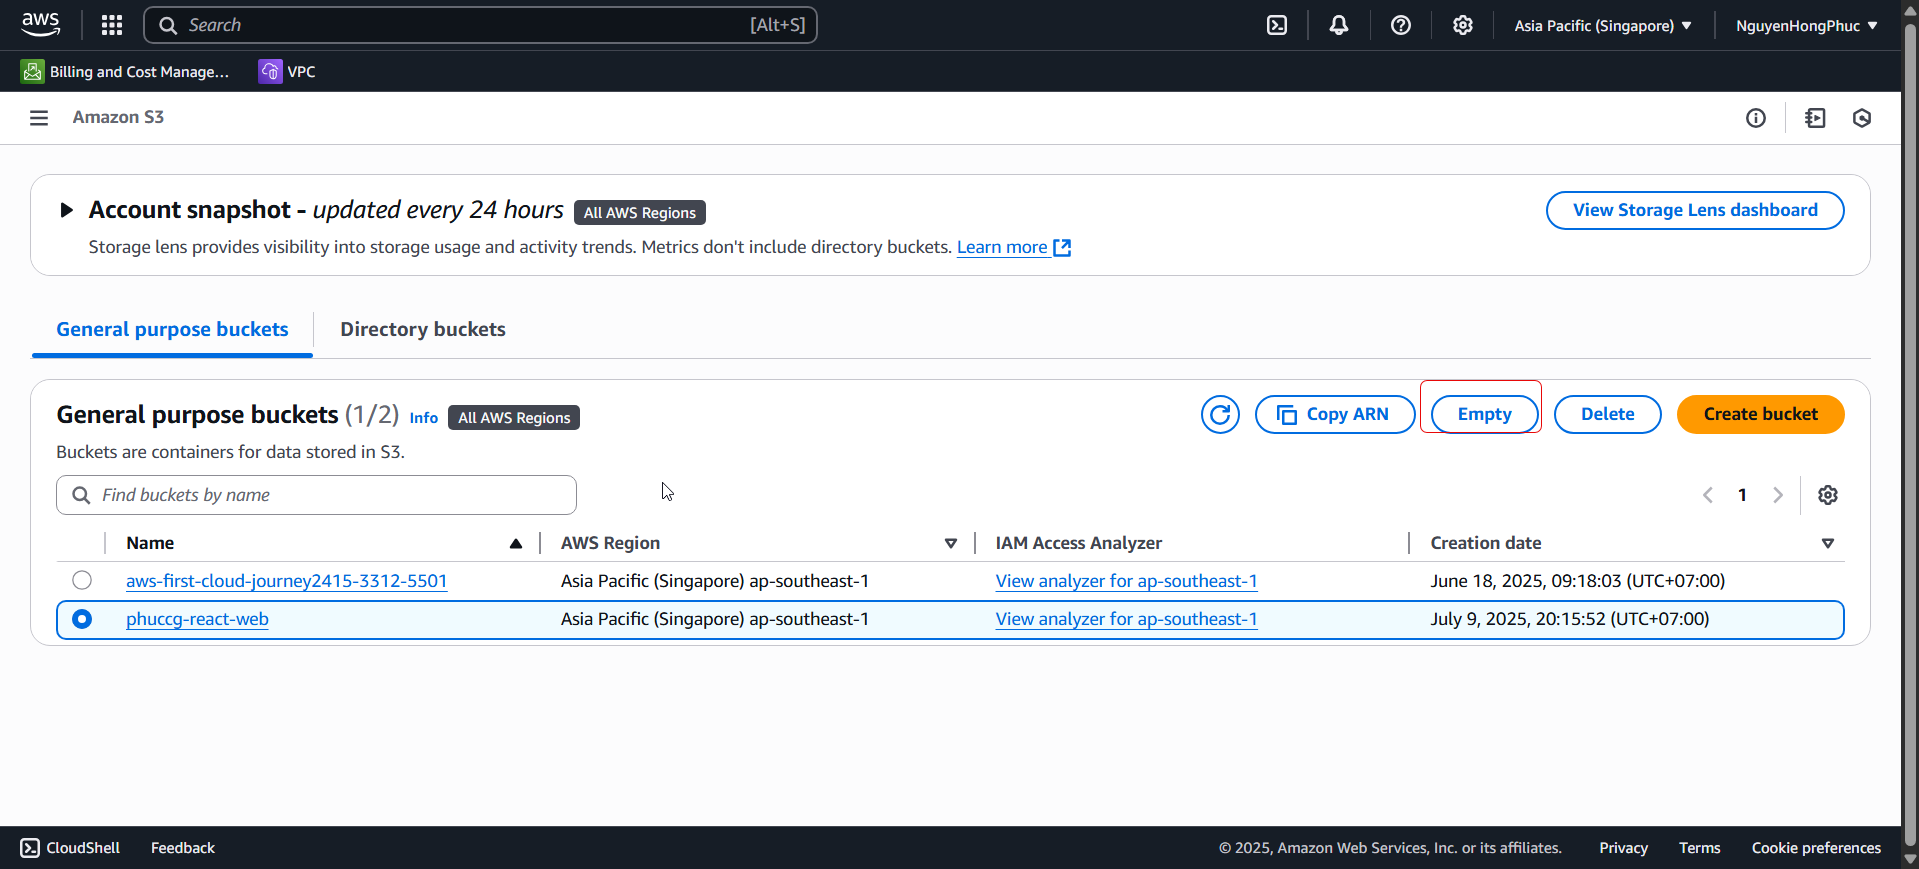 aws
Search [Alt+S]
Asia Pacific (Singapore)
NguyenHongPhuc
Billing and Cost Manage...
VPC
Amazon S3
Account snapshot - updated every 24 hours All AWS Regions
View Storage Lens dashboard
Storage lens provides visibility into storage usage and activity trends. Metrics don't include directory buckets. Learn more
General purpose buckets
Directory buckets
General purpose buckets (1/2) Info All AWS Regions
Copy ARN
Empty
Delete
Create bucket
Buckets are containers for data stored in S3.
Find buckets by name
1
Name AWS Region IAM Access Analyzer Creation date
aws-first-cloud-journey2415-3312-5501 Asia Pacific (Singapore) ap-southeast-1 View analyzer for ap-southeast-1 June 18, 2025, 09:18:03 (UTC+07:00)
phuccg-react-web Asia Pacific (Singapore) ap-southeast-1 View analyzer for ap-southeast-1 July 9, 2025, 20:15:52 (UTC+07:00)
CloudShell Feedback © 2025, Amazon Web Services, Inc. or its affiliates. Privacy Terms Cookie preferences